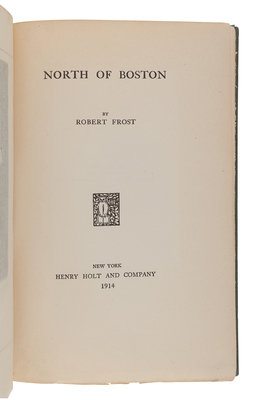 NORTH OF BOSTON
BY
ROBERT FROST
NEW YORK
HENRY HOLT AND COMPANY
1914